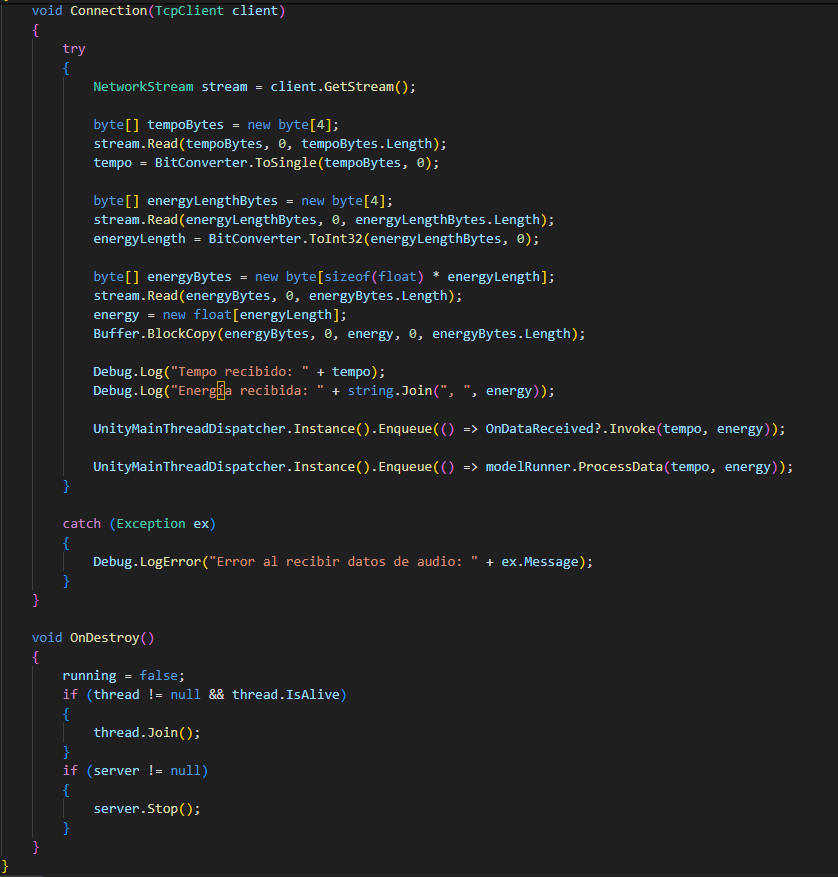 void Connection(TcpClient client)
{
try
{
NetworkStream stream = client.GetStream();
byte[] tempoBytes = new byte[4];
stream.Read(tempoBytes, 0, tempoBytes.Length);
tempo = BitConverter.ToSingle(tempoBytes, 0);
byte[] energyLengthBytes = new byte[4];
stream.Read(energyLengthBytes, 0, energyLengthBytes.Length);
energyLength = BitConverter.ToInt32(energyLengthBytes, 0);
byte[] energyBytes = new byte[sizeof(float) * energyLength];
stream.Read(energyBytes, 0, energyBytes.Length);
energy = new float[energyLength];
Buffer.BlockCopy(energyBytes, 0, energy, 0, energyBytes.Length);
Debug.Log("Tempo recibido: " + tempo);
Debug.Log("Energía recibida: " + string.Join(", ", energy));
UnityMainThreadDispatcher.Instance().Enqueue(() => OnDataReceived?.Invoke(tempo, energy));
UnityMainThreadDispatcher.Instance().Enqueue(() => modelRunner.ProcessData(tempo, energy));
}
catch (Exception ex)
{
Debug.LogError("Error al recibir datos de audio: " + ex.Message);
}
}
void OnDestroy()
{
running = false;
if (thread != null && thread.IsAlive)
{
thread.Join();
}
if (server != null)
{
server.Stop();
}
}
}